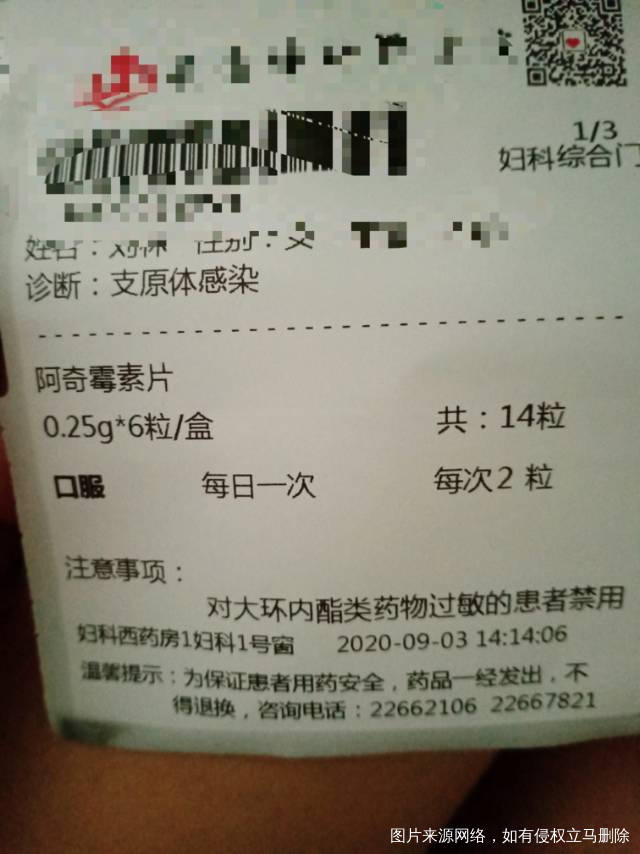 1/3
妇科综合门
姓名： 性别：女
诊断：支原体感染
阿奇霉素片
0.25g*6粒/盒 共：14粒
口服 每日一次 每次2 粒
注意事项：
对大环内酯类药物过敏的患者禁用
妇科西药房1妇科1号窗 2020-09-03 14:14:06
温馨提示：为保证患者用药安全，药品一经发出，不
得退换，咨询电话：22662106 22667821
图片来源网络，如有侵权立马删除